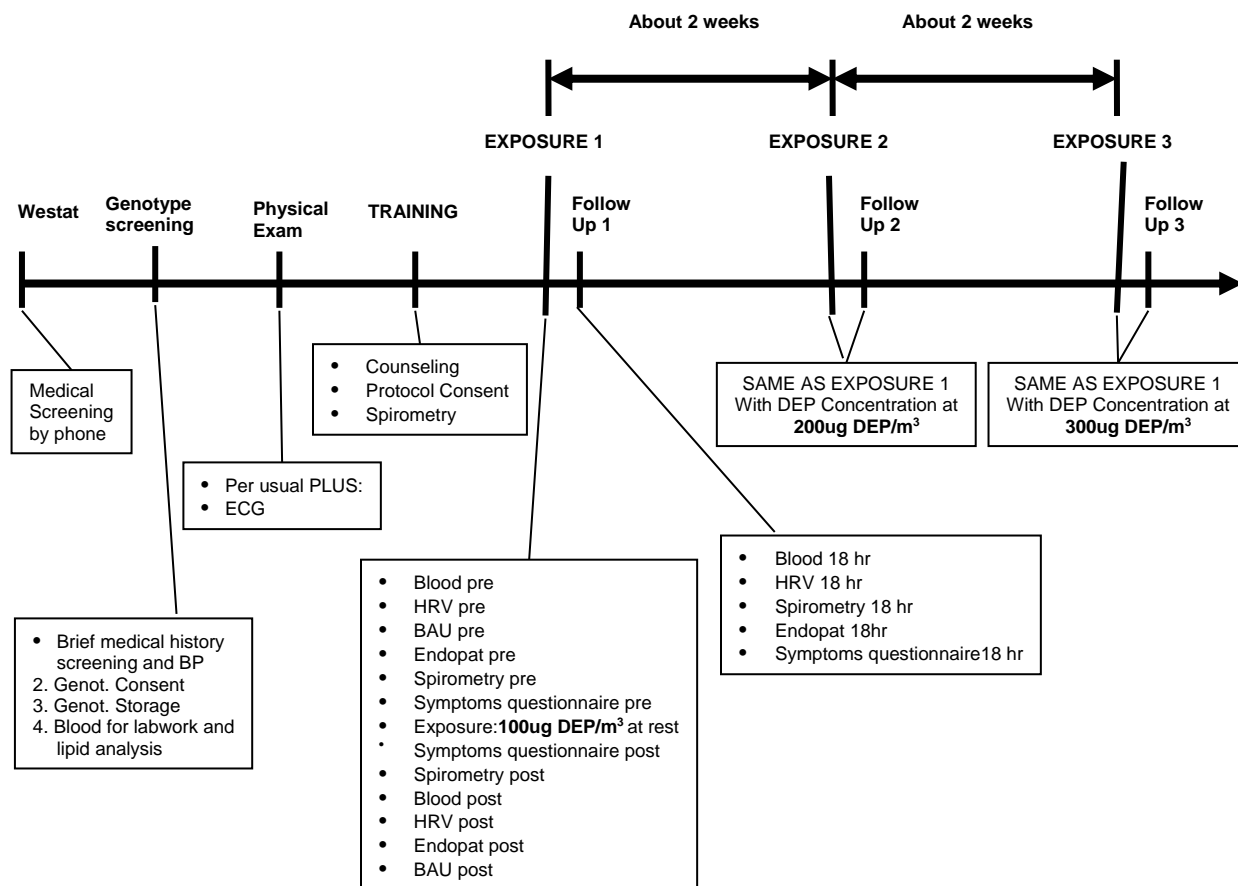 About 2 weeks
About 2 weeks
EXPOSURE 1
EXPOSURE 2
EXPOSURE 3
Westat
Genotype
screening
Physical
Exam
TRAINING
Follow
Up 1
Follow
Up 2
Follow
Up 3
Medical
Screening
by phone
• Counseling
• Protocol Consent
• Spirometry
SAME AS EXPOSURE 1
With DEP Concentration at
200ug DEP/m³
SAME AS EXPOSURE 1
With DEP Concentration at
300ug DEP/m³
• Per usual PLUS:
• ECG
• Brief medical history
screening and BP
2. Genot. Consent
3. Genot. Storage
4. Blood for labwork and
lipid analysis
• Blood pre
• HRV pre
• BAU pre
• Endopat pre
• Spirometry pre
• Symptoms questionnaire pre
• Exposure:100ug DEP/m³ at rest
• Symptoms questionnaire post
• Spirometry post
• Blood post
• HRV post
• Endopat post
• BAU post
• Blood 18 hr
• HRV 18 hr
• Spirometry 18 hr
• Endopat 18hr
• Symptoms questionnaire18 hr